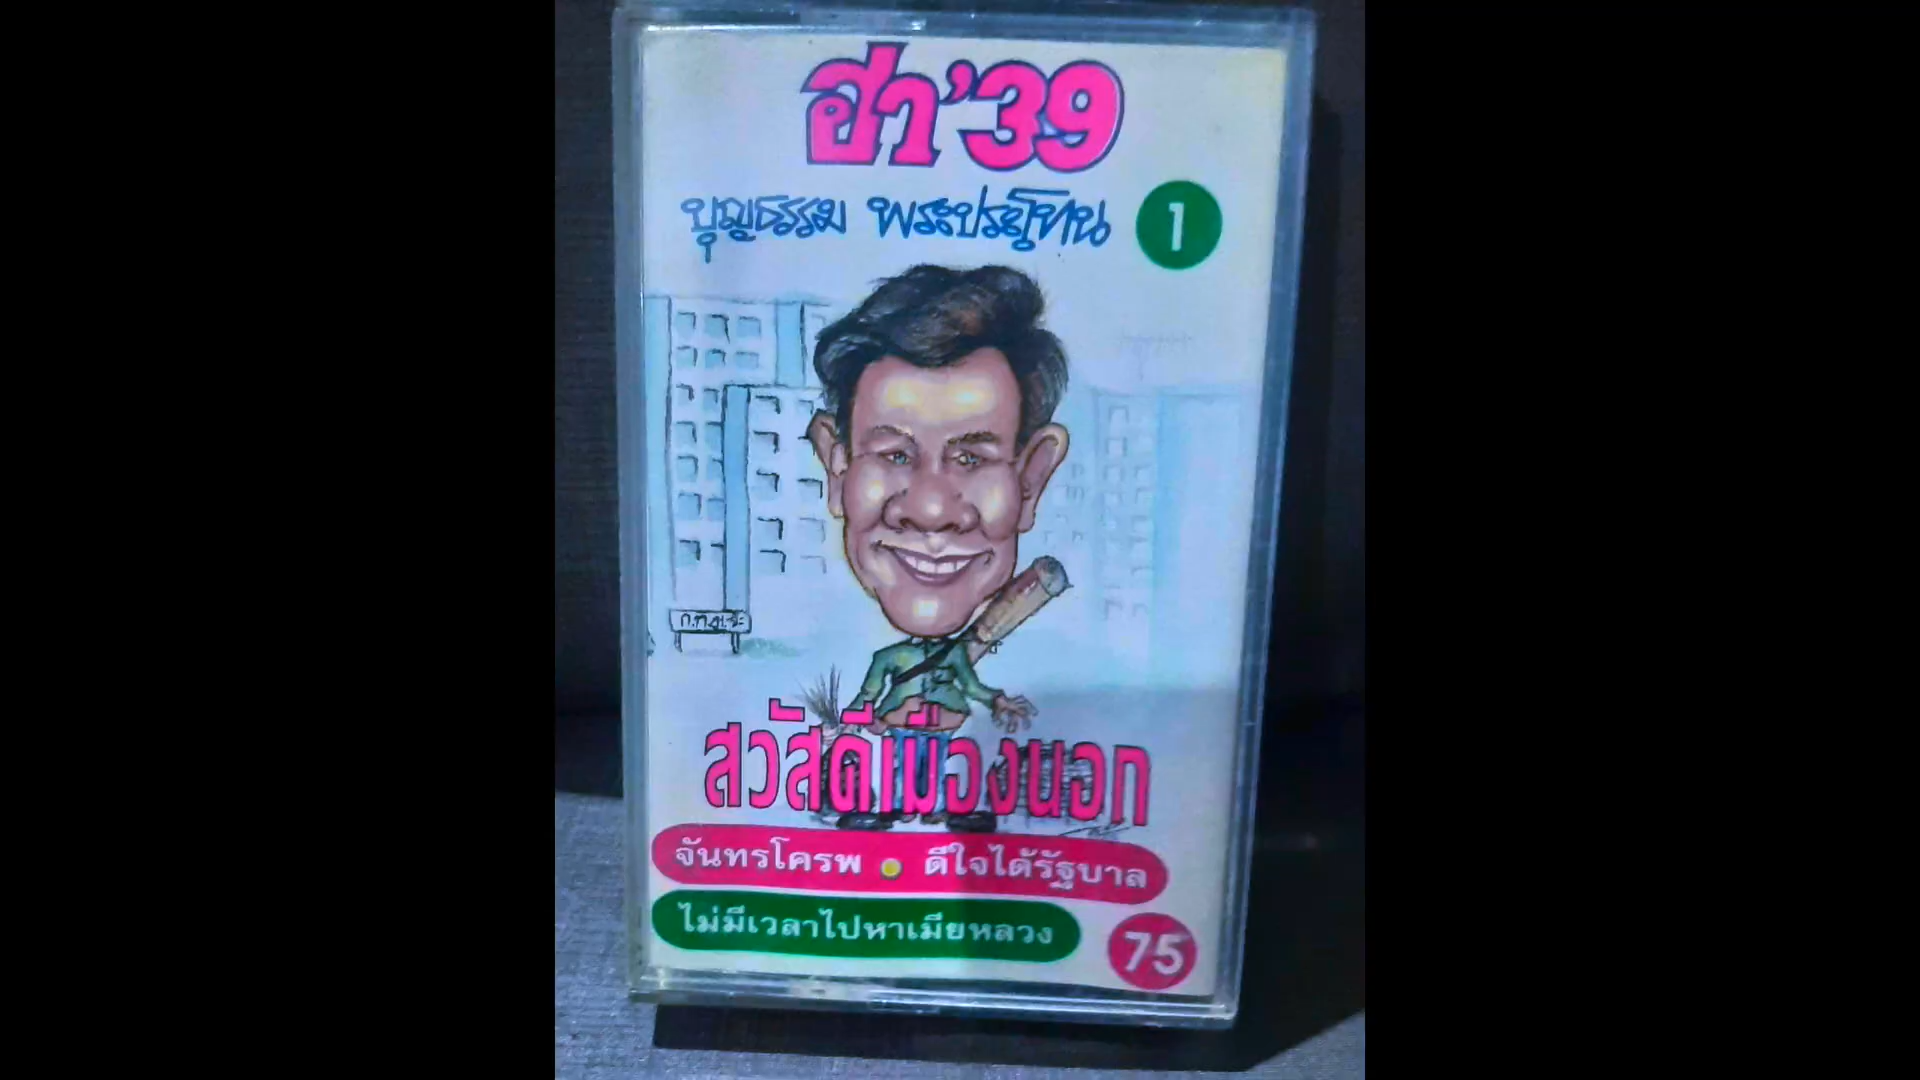 ฮา'39
บุญธรรม พระประโทน 1
สวัสดีเมืองนอก
จันทรโครพ • ดีใจได้รัฐบาล
ไม่มีเวลาไปหาเมียหลวง
75